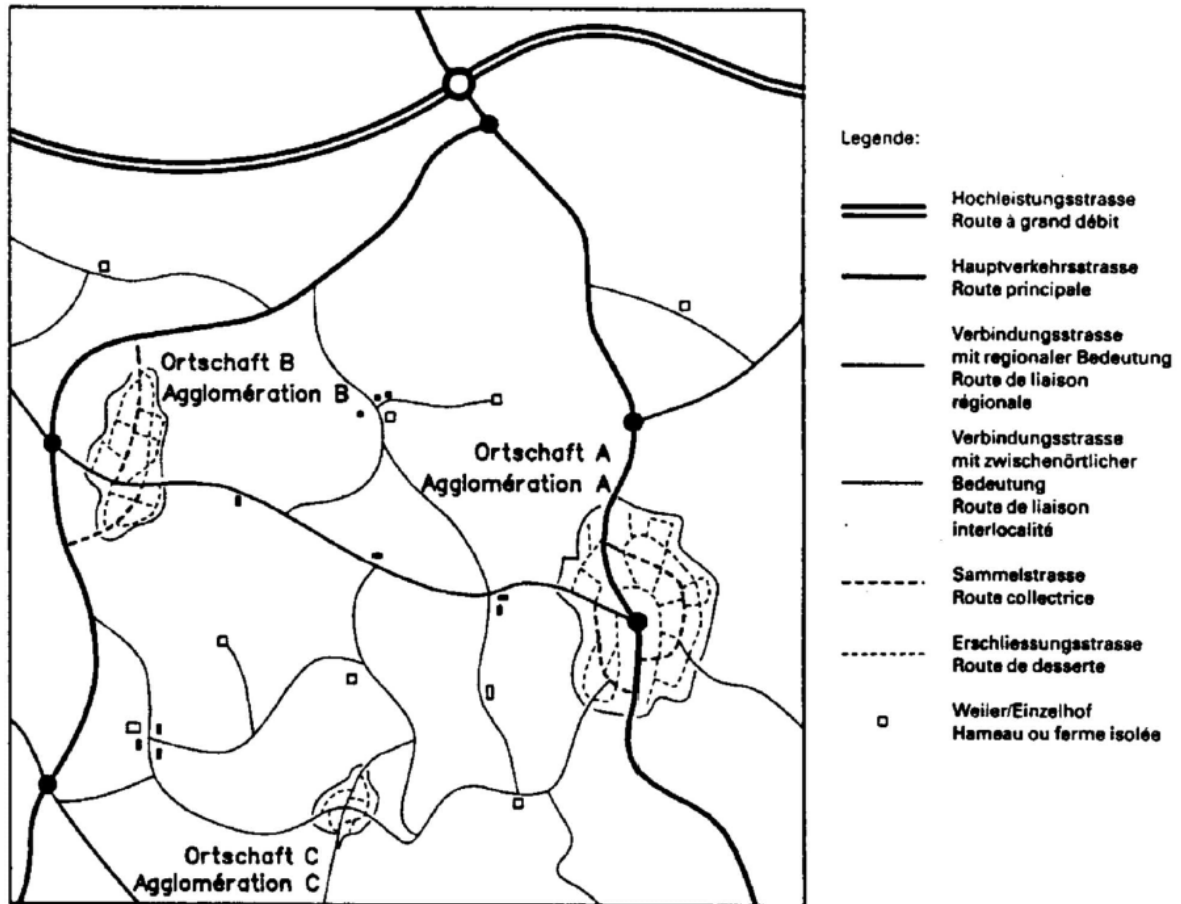 Ortschaft B
Agglomération B
Ortschaft A
Agglomération A
Ortschaft C
Agglomération C
Legende:
Hochleistungsstrasse
Route à grand débit
Hauptverkehrsstrasse
Route principale
Verbindungsstrasse
mit regionaler Bedeutung
Route de liaison
régionale
Verbindungsstrasse
mit zwischenörtlicher
Bedeutung
Route de liaison
interlocalité
Sammelstrasse
Route collectrice
Erschliessungsstrasse
Route de desserte
Weiler/Einzelhof
Hameau ou ferme isolée